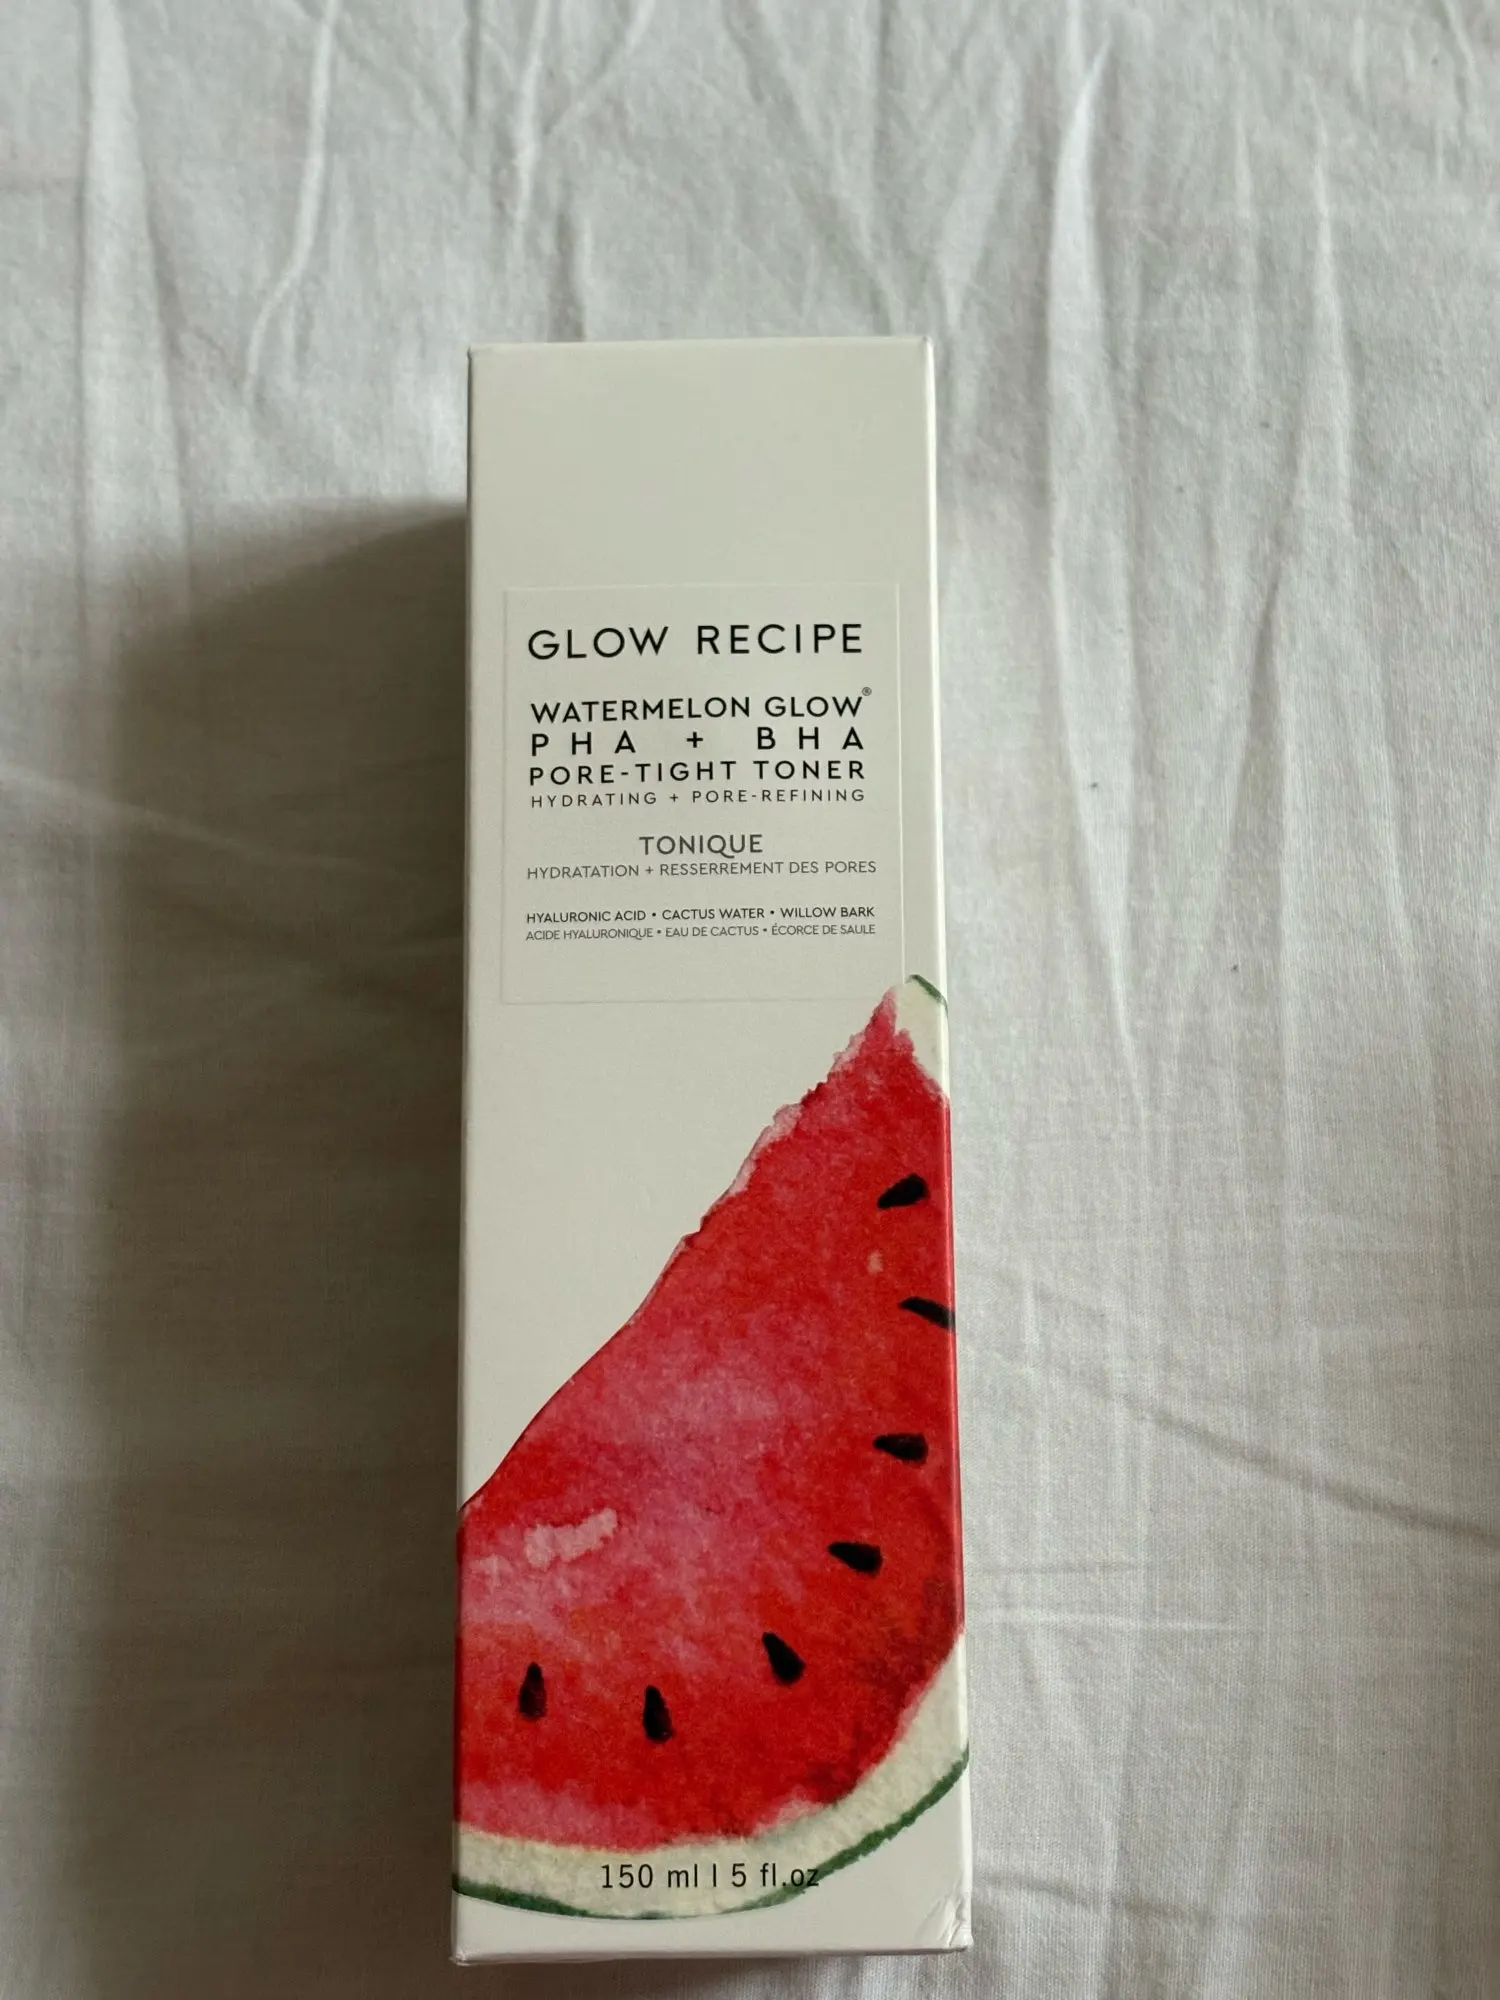 GLOW RECIPE
WATERMELON GLOW®
PHA + BHA
PORE-TIGHT TONER
HYDRATING + PORE-REFINING
TONIQUE
HYDRATATION + RESSERREMENT DES PORES
HYALURONIC ACID • CACTUS WATER • WILLOW BARK
ACIDE HYALURONIQUE • EAU DE CACTUS • ÉCORCE DE SAULE
150 ml | 5 fl.oz